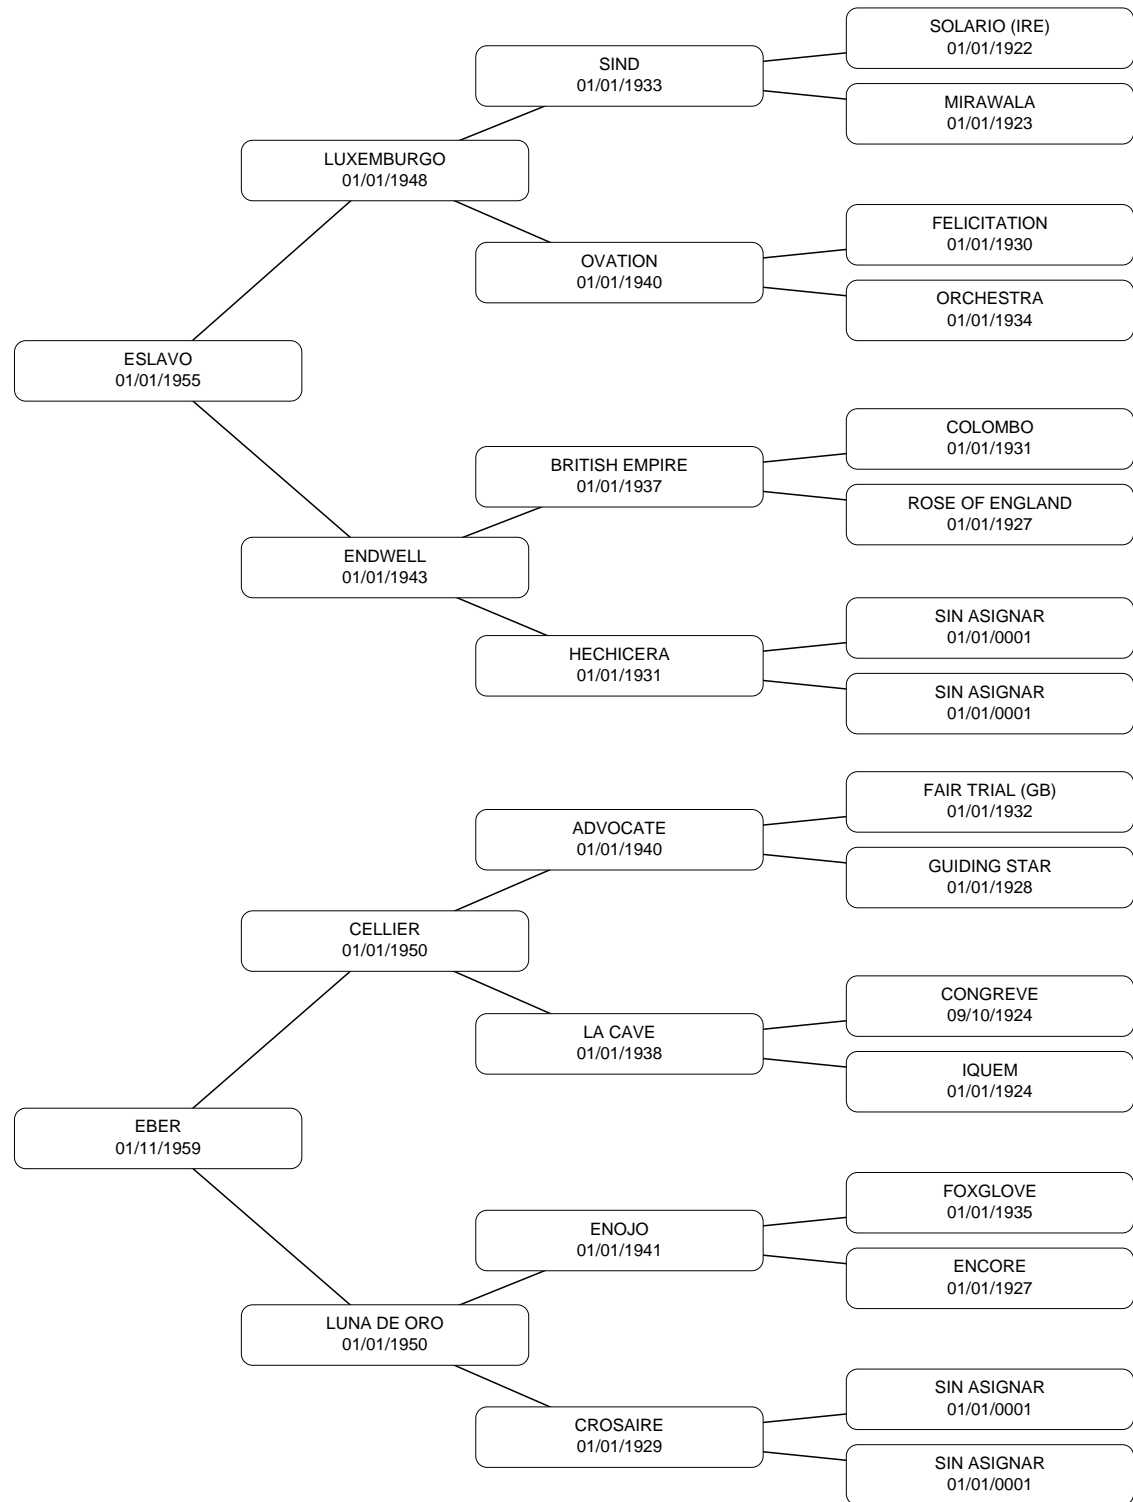 SOLARIO (IRE)
01/01/1922
SIND
01/01/1933
MIRAWALA
01/01/1923
LUXEMBURGO
01/01/1948
FELICITATION
01/01/1930
OVATION
01/01/1940
ORCHESTRA
01/01/1934
ESLAVO
01/01/1955
COLOMBO
01/01/1931
BRITISH EMPIRE
01/01/1937
ROSE OF ENGLAND
01/01/1927
ENDWELL
01/01/1943
SIN ASIGNAR
01/01/0001
HECHICERA
01/01/1931
SIN ASIGNAR
01/01/0001
FAIR TRIAL (GB)
01/01/1932
ADVOCATE
01/01/1940
GUIDING STAR
01/01/1928
CELLIER
01/01/1950
CONGREVE
09/10/1924
LA CAVE
01/01/1938
IQUEM
01/01/1924
EBER
01/11/1959
FOXGLOVE
01/01/1935
ENOJO
01/01/1941
ENCORE
01/01/1927
LUNA DE ORO
01/01/1950
SIN ASIGNAR
01/01/0001
CROSAIRE
01/01/1929
SIN ASIGNAR
01/01/0001